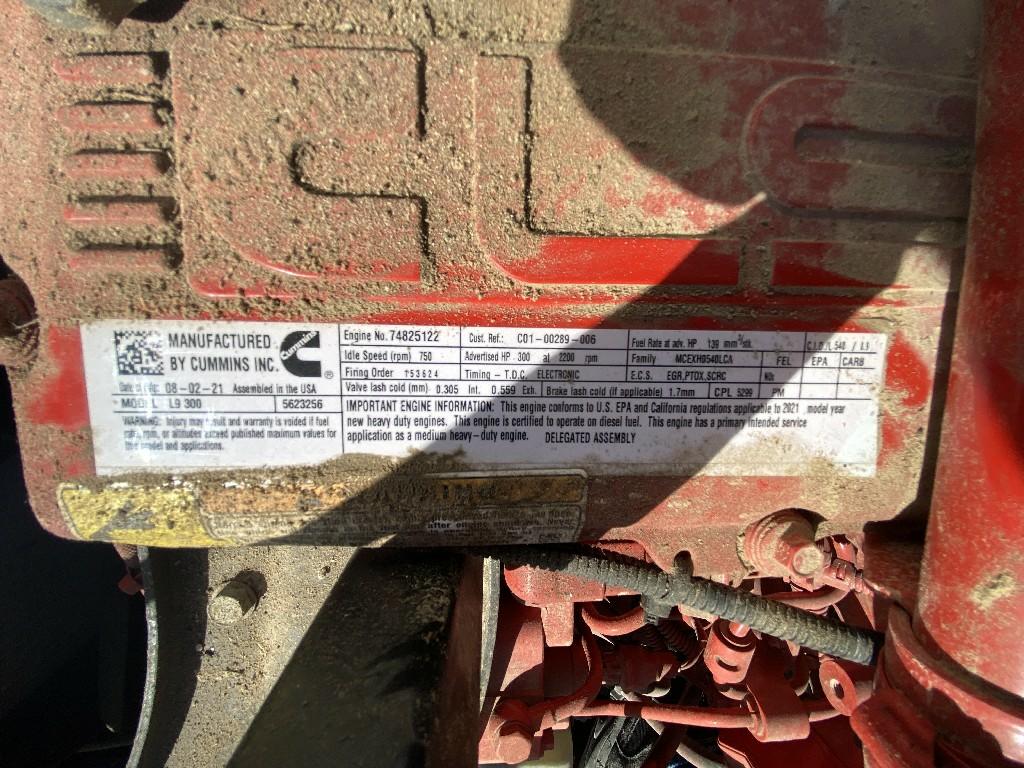 MANUFACTURED
BY CUMMINS INC.
Cummins
Date of Mfg: 08-02-21 Assembled in the USA
MODEL L9 300 5623256
WARNING: Injury may result and warranty is voided if fuel
rate, rpm, or altitudes exceed published maximum values for
this model and applications.
Engine No. 74825122 Cust. Ref.: C01-00289-006 Fuel Rate at adv. HP 139 mm³/stk. C.I.D./L 540 / 8.9
Idle Speed (rpm) 750 Advertised HP 300 at 2200 rpm Family MCEXH0540LCA FEL EPA CARB
Firing Order 153624 Timing - T.D.C. ELECTRONIC E.C.S. EGR,PTOX,SCRC NOx
Valve lash cold (mm) 0.305 Int. 0.559 Exh. Brake lash cold (if applicable) 1.7mm CPL 5299 PM
IMPORTANT ENGINE INFORMATION: This engine conforms to U.S. EPA and California regulations applicable to 2021 model year
new heavy duty engines. This engine is certified to operate on diesel fuel. This engine has a primary intended service
application as a medium heavy-duty engine. DELEGATED ASSEMBLY
after engine Never